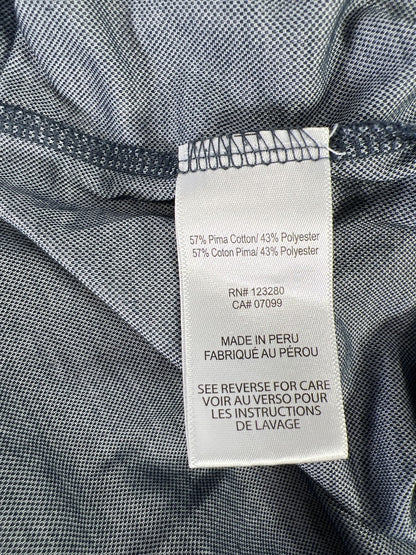 57% Pima Cotton/ 43% Polyester
57% Coton Pima/ 43% Polyester
RN# 123280
CA# 07099
MADE IN PERU
FABRIQUÉ AU PÉROU
SEE REVERSE FOR CARE
VOIR AU VERSO POUR
LES INSTRUCTIONS
DE LAVAGE